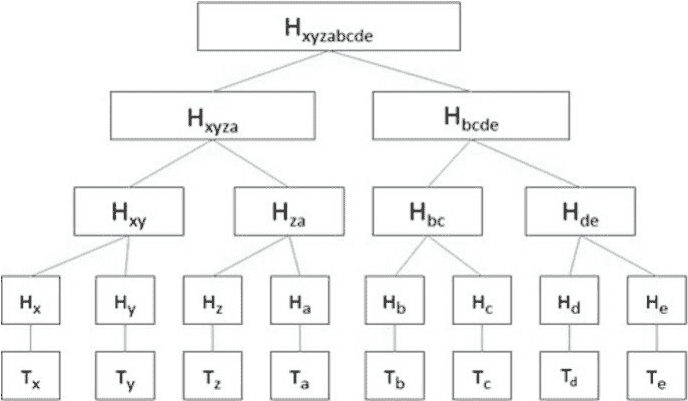 Hxyzabcde
Hxyza Hbcde
Hxy Hza Hbc Hde
Hx Hy Hz Ha Hb Hc Hd He
Tx Ty Tz Ta Tb Tc Td Te